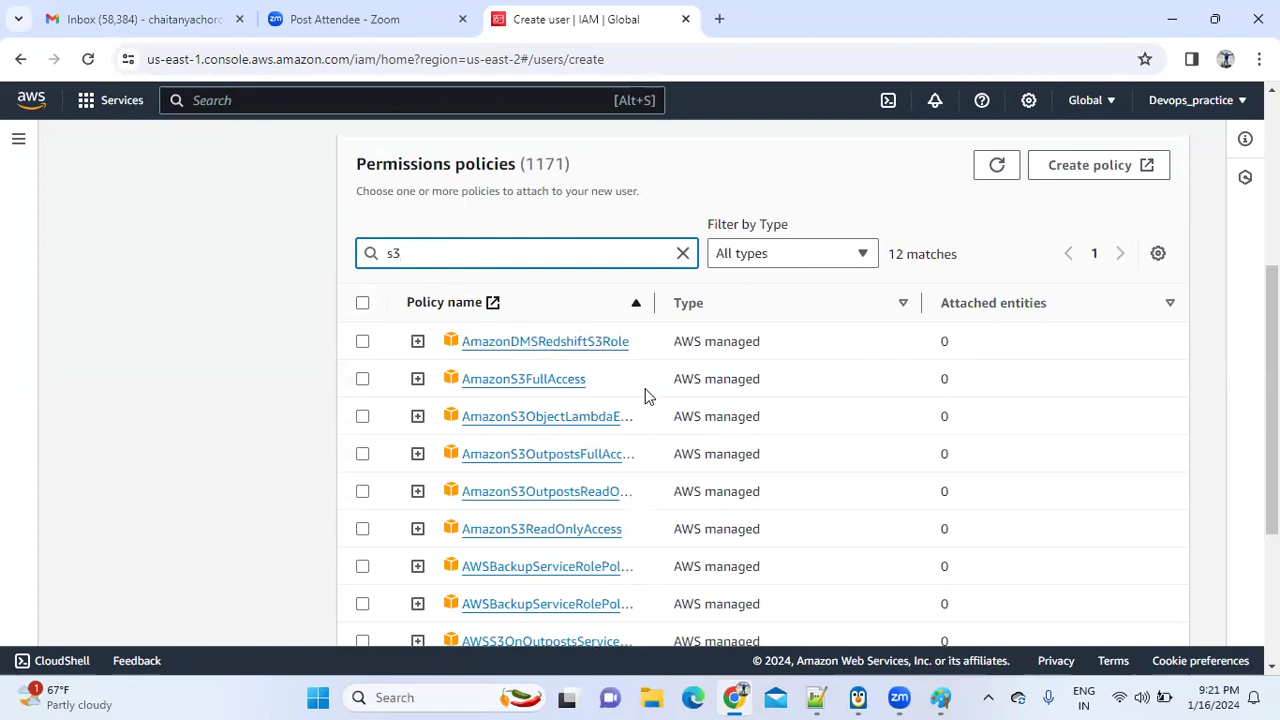 Inbox (58,384) - chaitanyachoro
Post Attendee - Zoom
Create user | IAM | Global
us-east-1.console.aws.amazon.com/iam/home?region=us-east-2#/users/create
aws
Services
Search
[Alt+S]
Global
Devops_practice
Permissions policies (1171)
Create policy
Choose one or more policies to attach to your new user.
Filter by Type
s3
All types
12 matches
1
Policy name
Type
Attached entities
AmazonDMSRedshiftS3Role AWS managed 0
AmazonS3FullAccess AWS managed 0
AmazonS3ObjectLambdaE... AWS managed 0
AmazonS3OutpostsFullAcc... AWS managed 0
AmazonS3OutpostsReadO... AWS managed 0
AmazonS3ReadOnlyAccess AWS managed 0
AWSBackupServiceRolePol... AWS managed 0
AWSBackupServiceRolePol... AWS managed 0
AWSS3OnOutpostsService... AWS managed 0
CloudShell
Feedback
© 2024, Amazon Web Services, Inc. or its affiliates.
Privacy
Terms
Cookie preferences
1
67°F
Partly cloudy
Search
zm
ENG
IN
9:21 PM
1/16/2024